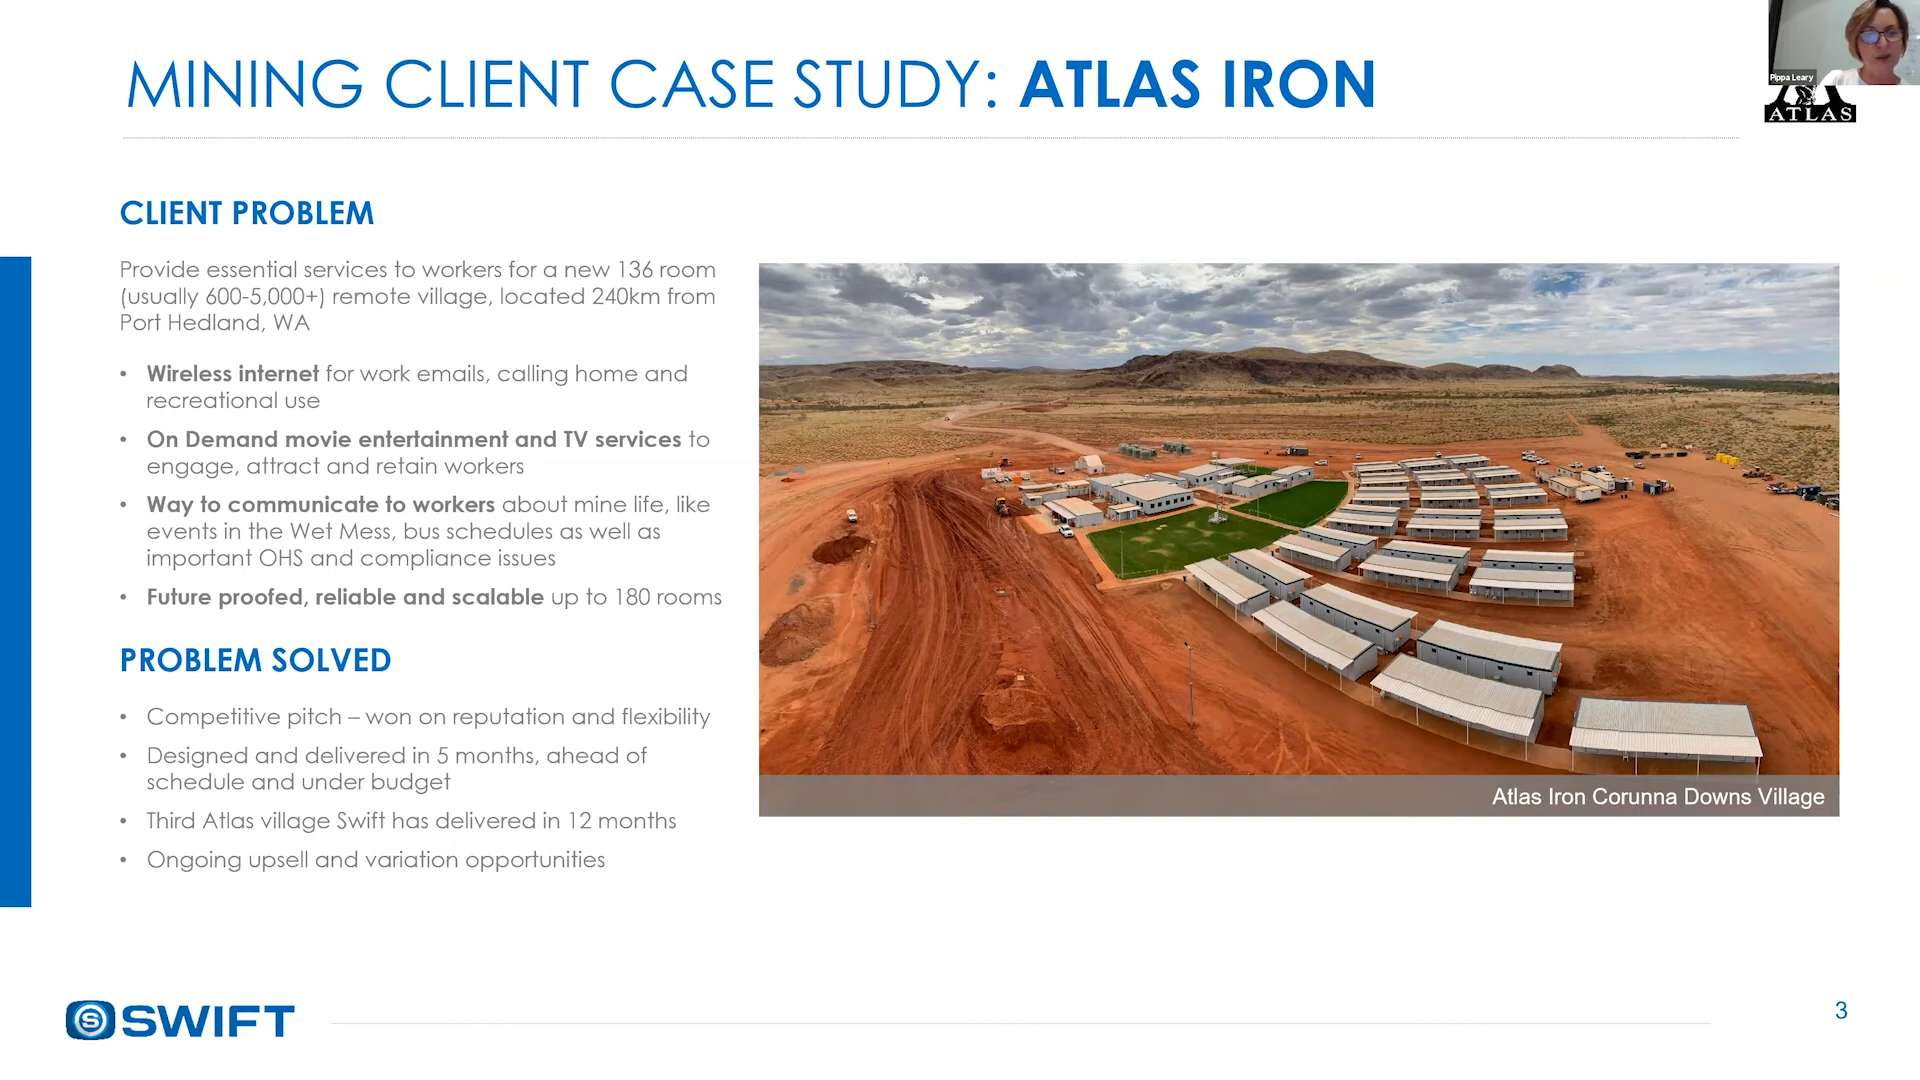 MINING CLIENT CASE STUDY: ATLAS IRON
Pippa Leary
ATLAS
CLIENT PROBLEM
Provide essential services to workers for a new 136 room
(usually 600-5,000+) remote village, located 240km from
Port Hedland, WA
• Wireless internet for work emails, calling home and
recreational use
• On Demand movie entertainment and TV services to
engage, attract and retain workers
• Way to communicate to workers about mine life, like
events in the Wet Mess, bus schedules as well as
important OHS and compliance issues
• Future proofed, reliable and scalable up to 180 rooms
PROBLEM SOLVED
• Competitive pitch – won on reputation and flexibility
• Designed and delivered in 5 months, ahead of
schedule and under budget
• Third Atlas village Swift has delivered in 12 months
• Ongoing upsell and variation opportunities
Atlas Iron Corunna Downs Village
S SWIFT
3